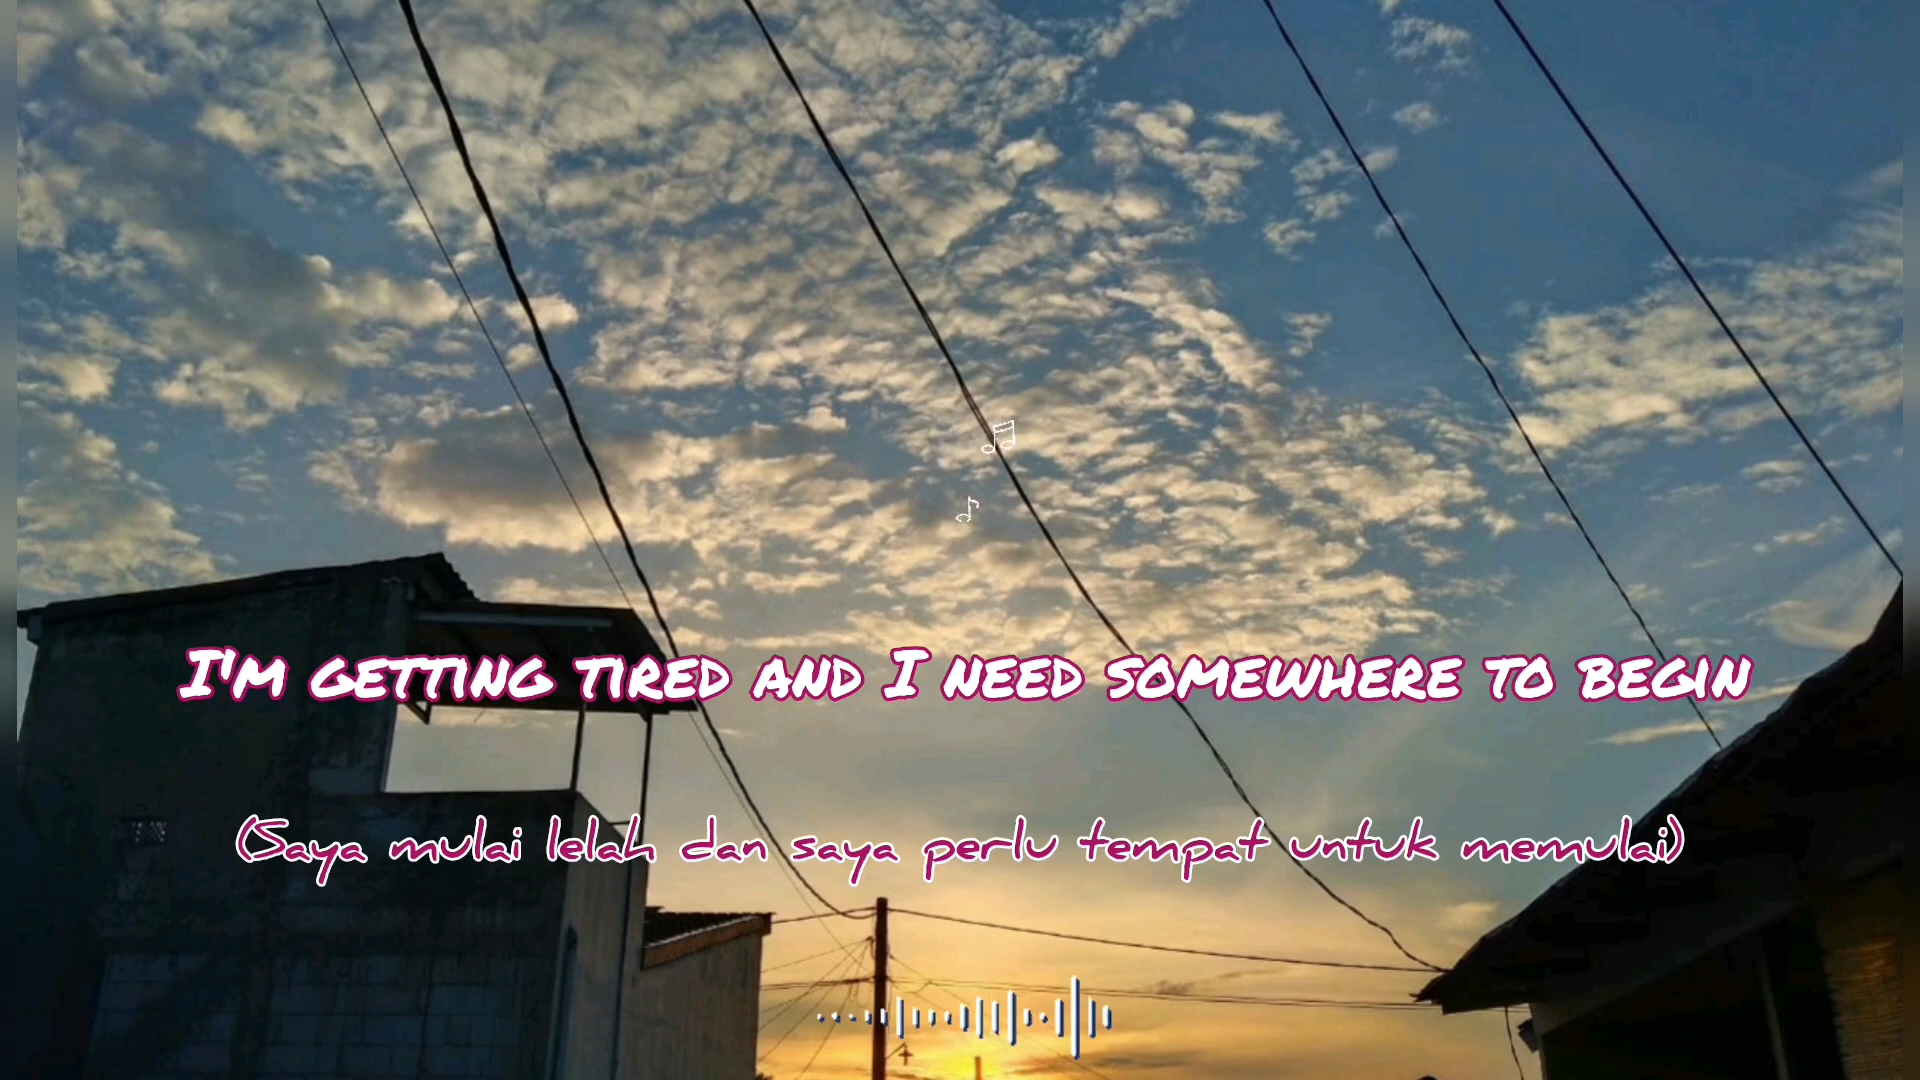 I'm getting tired and I need somewhere to begin
(Saya mulai lelah dan saya perlu tempat untuk memulai)